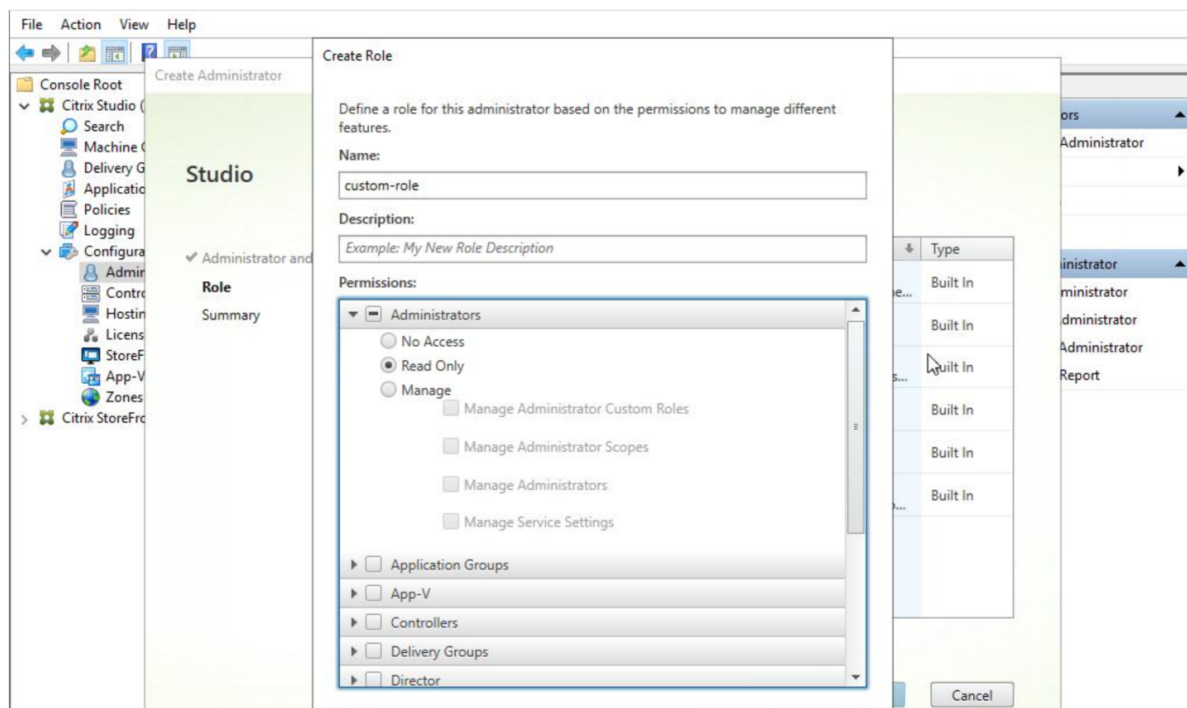 File Action View Help
Create Role
Create Administrator
Console Root
Citrix Studio (
Search
Machine
Delivery G
Applicatio
Policies
Logging
Configura
Admin
Contro
Hostin
Licens
StoreF
App-V
Zones
Citrix StoreFro
Studio
Administrator and
Role
Summary
Define a role for this administrator based on the permissions to manage different
features.
Name:
custom-role
Description:
Example: My New Role Description
Permissions:
Administrators
No Access
Read Only
Manage
Manage Administrator Custom Roles
Manage Administrator Scopes
Manage Administrators
Manage Service Settings
Application Groups
App-V
Controllers
Delivery Groups
Director
Type
Built In
Built In
Built In
Built In
Built In
Built In
Cancel
ors
Administrator
inistrator
ministrator
dministrator
Administrator
Report